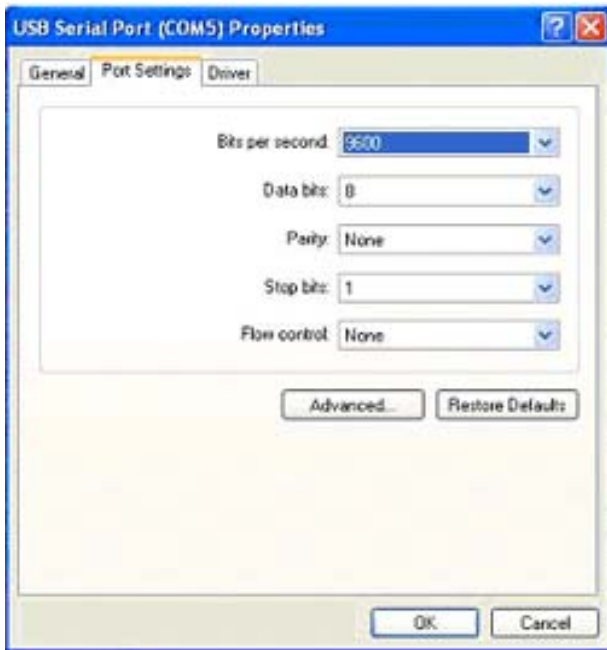 USB Serial Port (COM5) Properties
General Port Settings Driver
Bits per second: 9600
Data bits: 8
Parity: None
Stop bits: 1
Flow control: None
Advanced... Restore Defaults
OK Cancel